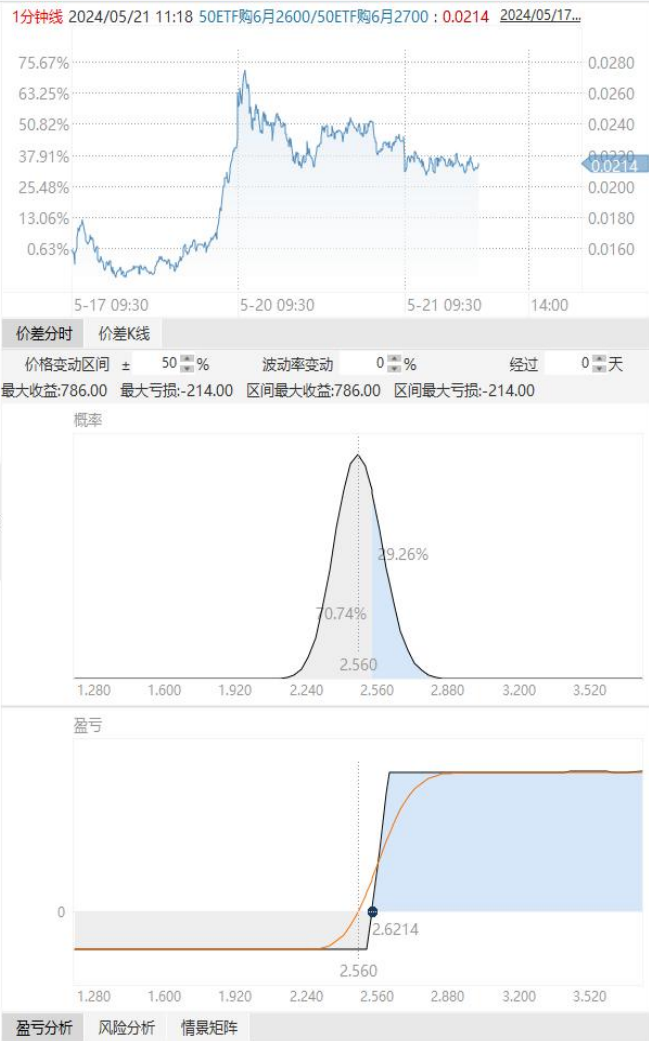 1分钟线 2024/05/21 11:18 50ETF购6月2600/50ETF购6月2700 : 0.0214 2024/05/17...
75.67% 0.0280
63.25% 0.0260
50.82% 0.0240
37.91% 0.0220
0.0214
25.48% 0.0200
13.06% 0.0180
0.63% 0.0160
5-17 09:30 5-20 09:30 5-21 09:30 14:00
价差分时 价差K线
价格变动区间 ± 50 % 波动率变动 0 % 经过 0 天
最大收益:786.00 最大亏损:-214.00 区间最大收益:786.00 区间最大亏损:-214.00
概率
29.26%
70.74%
2.560
1.280 1.600 1.920 2.240 2.560 2.880 3.200 3.520
盈亏
0
2.6214
2.560
1.280 1.600 1.920 2.240 2.560 2.880 3.200 3.520
盈亏分析 风险分析 情景矩阵